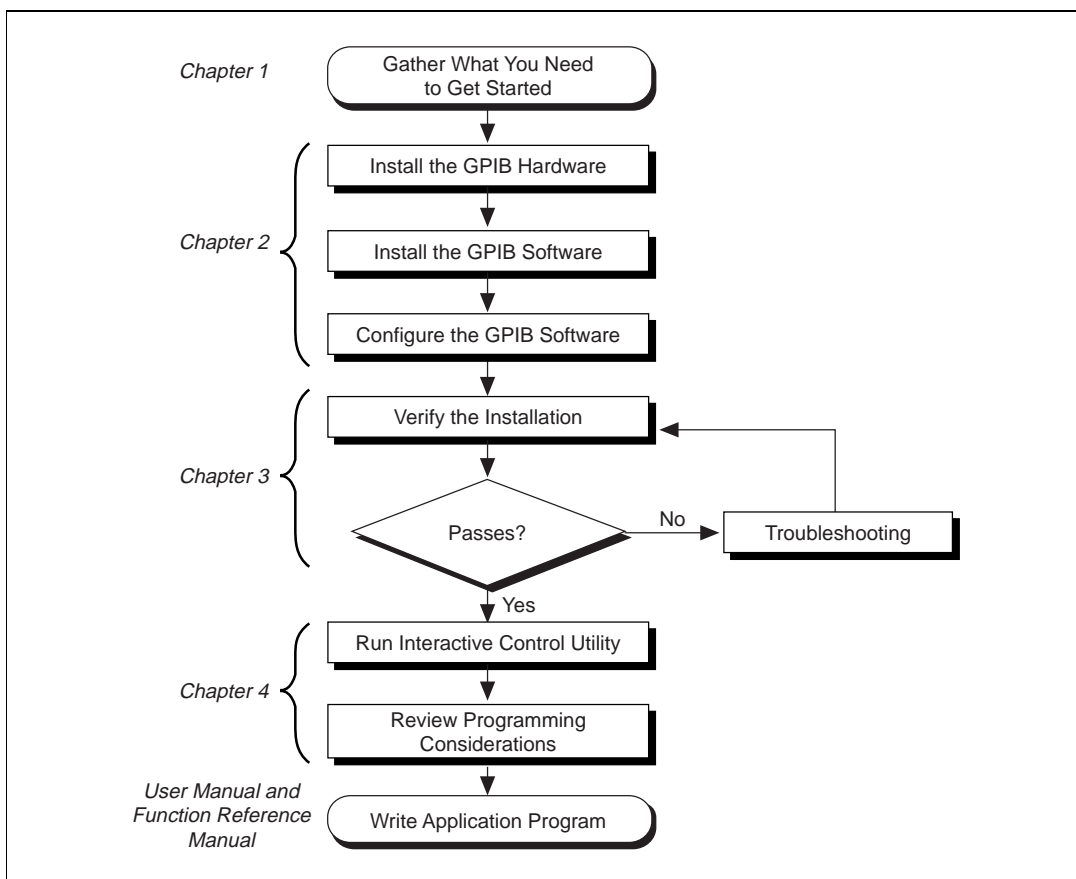 Chapter 1
Gather What You Need
to Get Started
Install the GPIB Hardware
Chapter 2
Install the GPIB Software
Configure the GPIB Software
Verify the Installation
Chapter 3
Passes?
No
Troubleshooting
Yes
Run Interactive Control Utility
Chapter 4
Review Programming
Considerations
User Manual and
Function Reference
Manual
Write Application Program